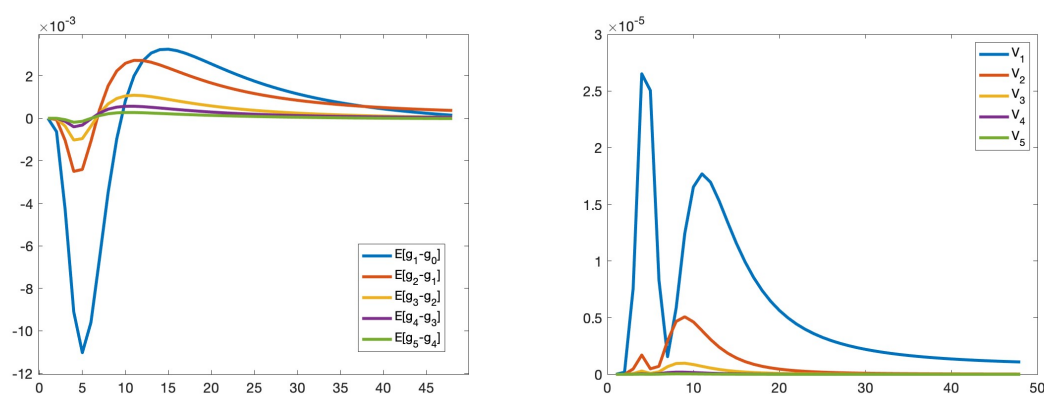 ×10⁻³
2
0
-2
-4
-6
-8
-10
-12
0 5 10 15 20 25 30 35 40 45
E[g₁-g₀]
E[g₂-g₁]
E[g₃-g₂]
E[g₄-g₃]
E[g₅-g₄]
×10⁻⁵
3
2.5
2
1.5
1
0.5
0
0 10 20 30 40 50
V₁
V₂
V₃
V₄
V₅